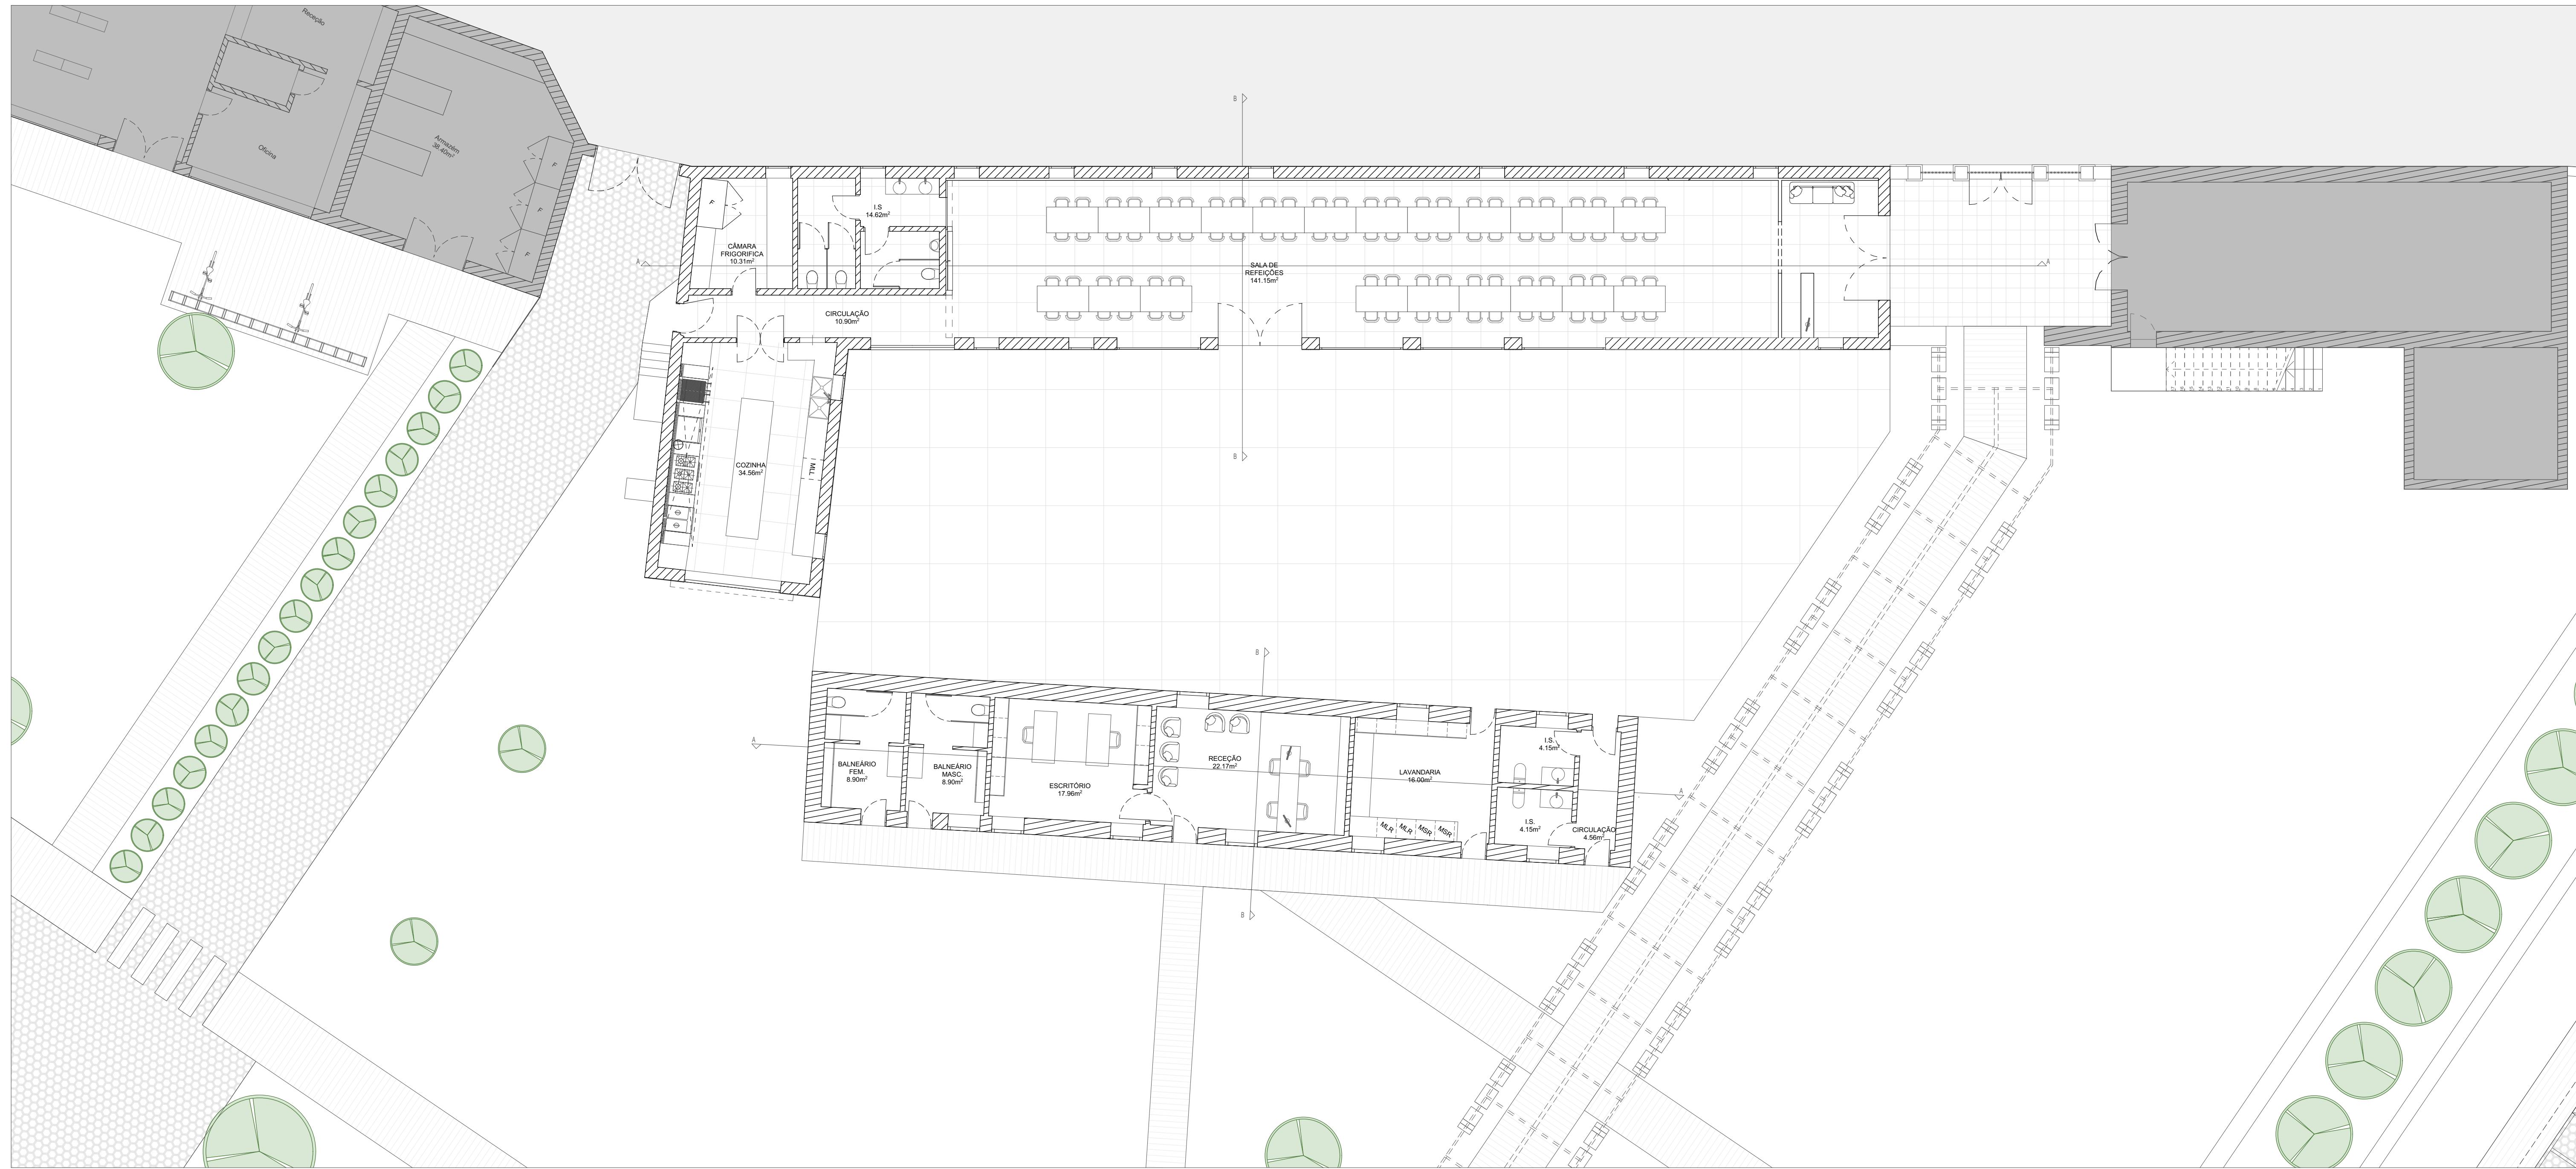 Receção
Oficina
Armazém
38.40m²
F
F
F
B
F
I.S
14.62m²
CÂMARA
FRIGORIFICA
10.31m²
A
SALA DE
REFEIÇÕES
141.15m²
A
CIRCULAÇÃO
10.90m²
B
COZINHA
34.56m²
MLL
B
A
BALNEÁRIO
FEM.
8.90m²
BALNEÁRIO
MASC.
8.90m²
ESCRITÓRIO
17.96m²
RECEÇÃO
22.17m²
LAVANDARIA
16.00m²
I.S.
4.15m²
A
I.S.
4.15m²
CIRCULAÇÃO
4.56m²
MLR
MLR
MSR
MSR
B